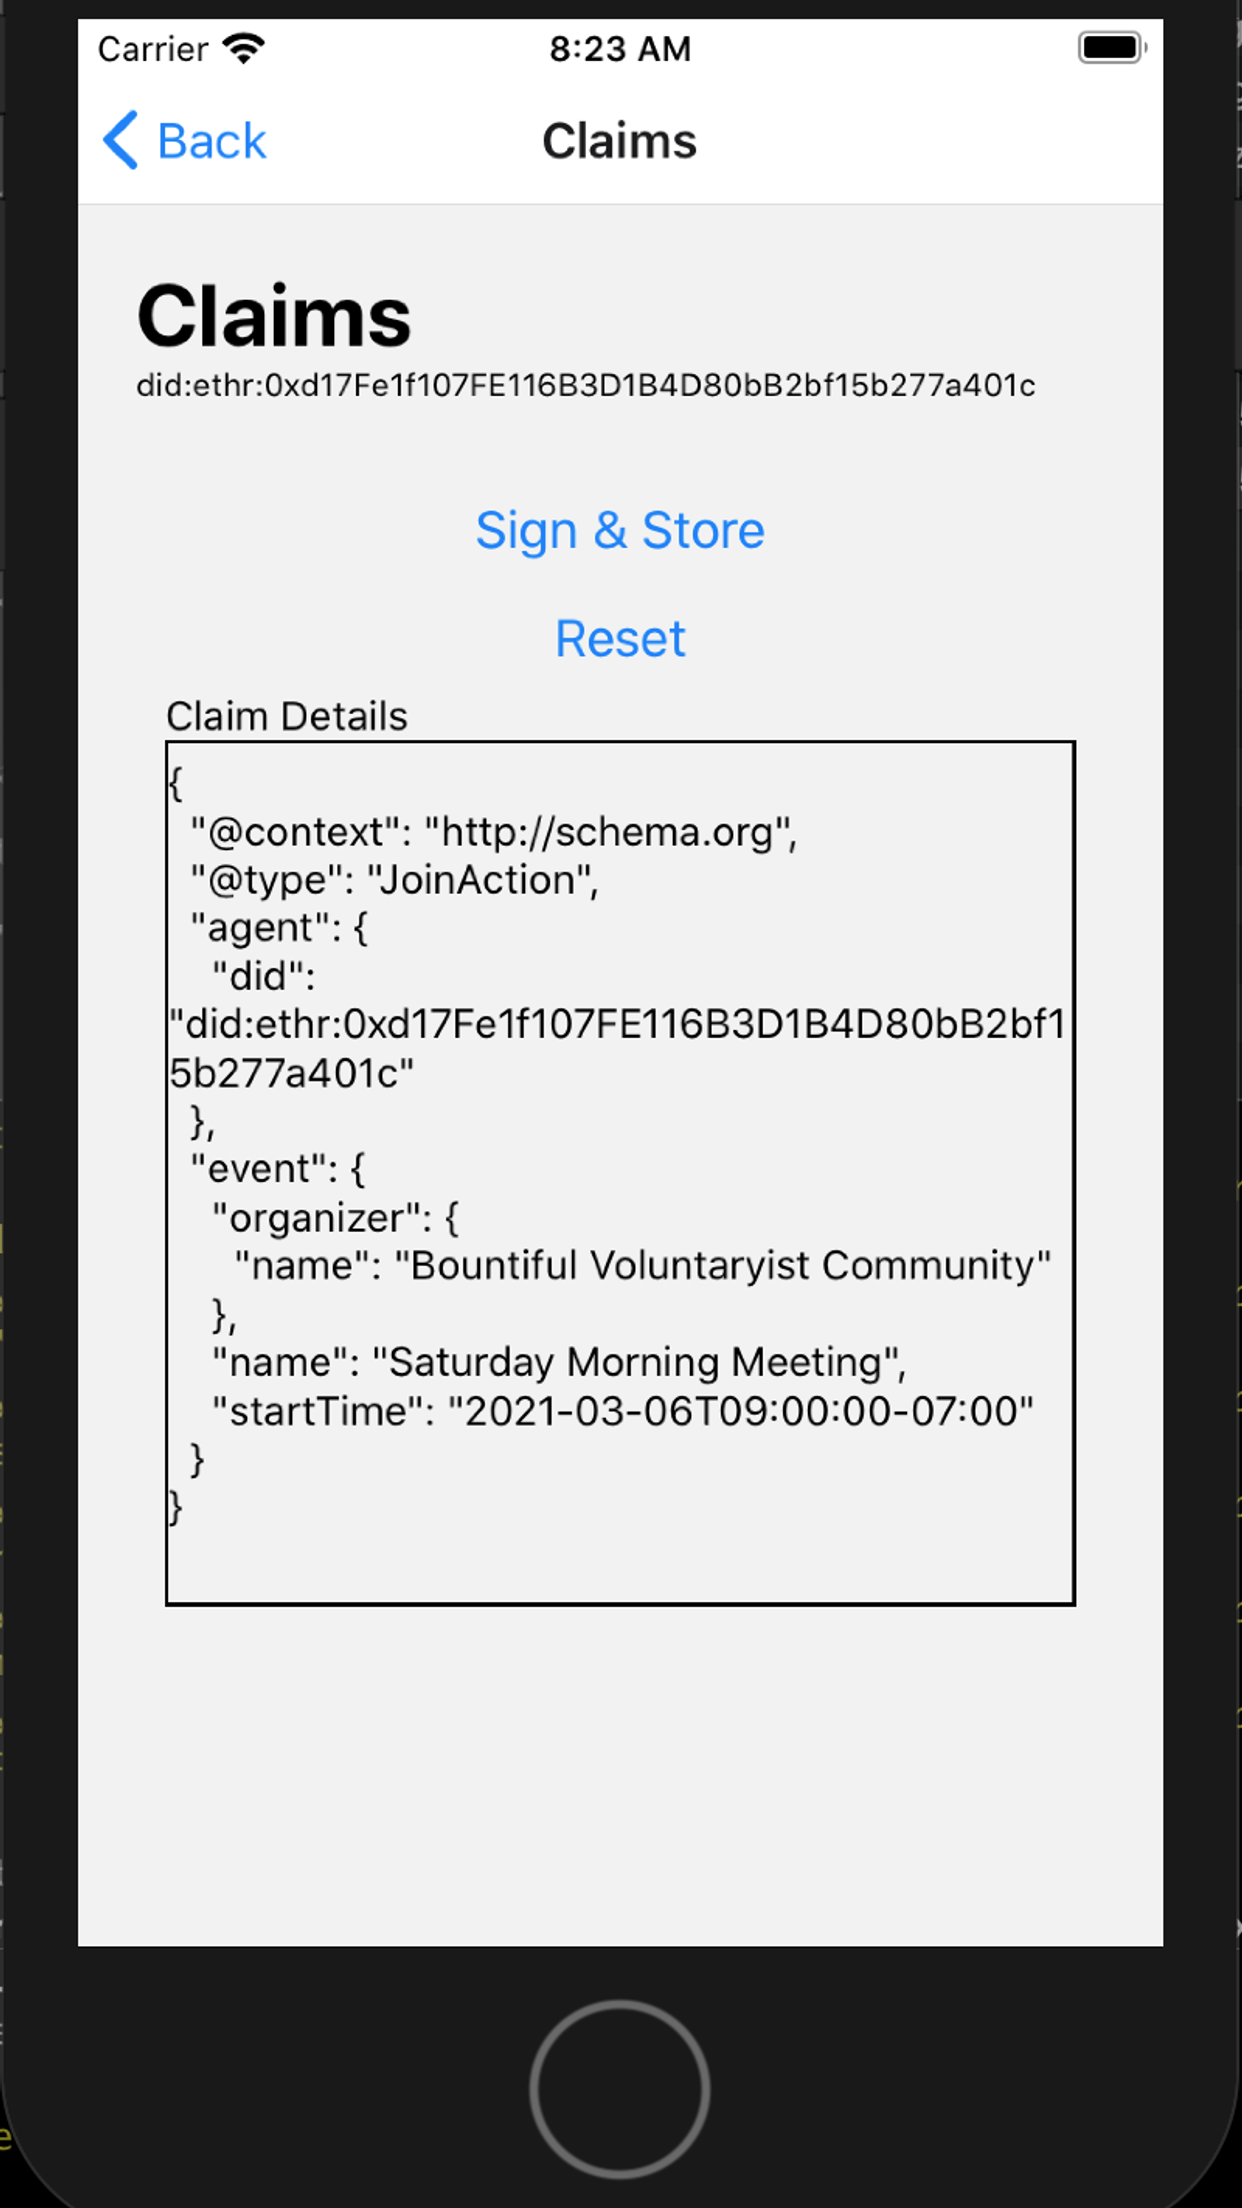 Carrier
8:23 AM
Back
Claims
Claims
did:ethr:0xd17Fe1f107FE116B3D1B4D80bB2bf15b277a401c
Sign & Store
Reset
Claim Details
{
  "@context": "http://schema.org",
  "@type": "JoinAction",
  "agent": {
    "did":
"did:ethr:0xd17Fe1f107FE116B3D1B4D80bB2bf1
5b277a401c"
  },
  "event": {
    "organizer": {
      "name": "Bountiful Voluntaryist Community"
    },
    "name": "Saturday Morning Meeting",
    "startTime": "2021-03-06T09:00:00-07:00"
  }
}